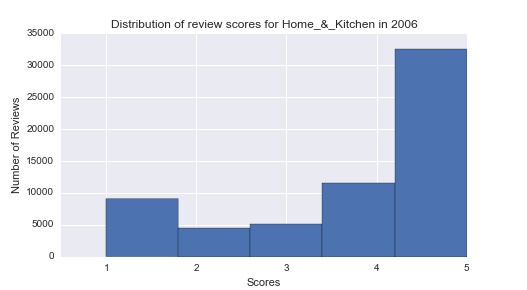 Distribution of review scores for Home_&_Kitchen in 2006
35000
30000
25000
20000
15000
10000
5000
0
Number of Reviews
1 2 3 4 5
Scores